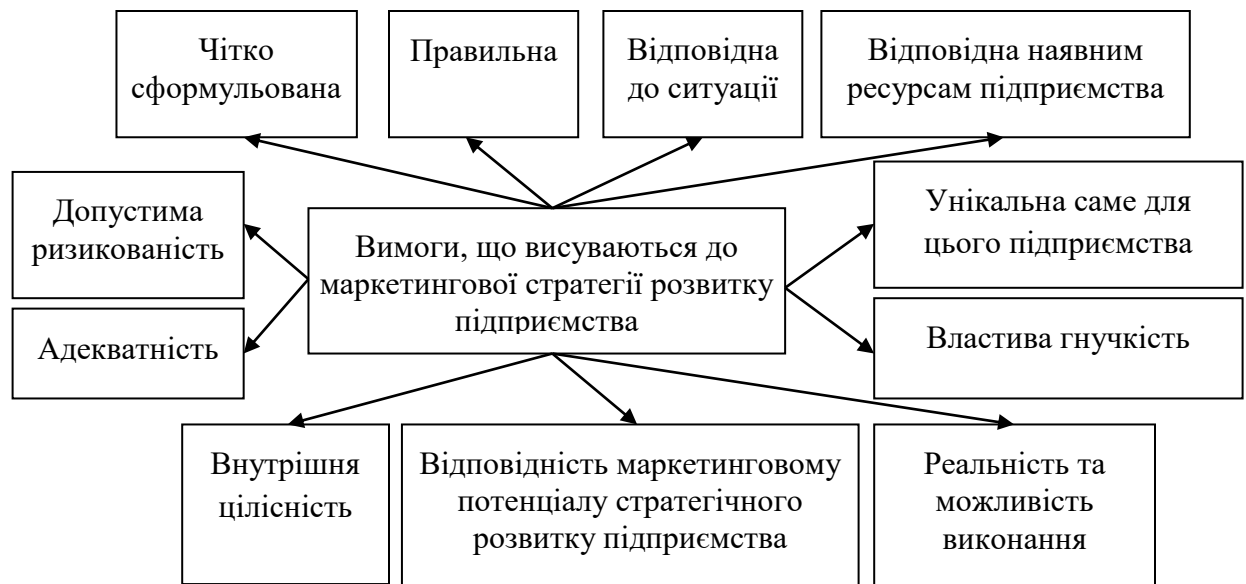 Чітко
сформульована
Правильна
Відповідна
до ситуації
Відповідна наявним
ресурсам підприємства
Допустима
ризикованість
Вимоги, що висуваються до
маркетингової стратегії розвитку
підприємства
Унікальна саме для
цього підприємства
Адекватність
Властива гнучкість
Внутрішня
цілісність
Відповідність маркетинговому
потенціалу стратегічного
розвитку підприємства
Реальність та
можливість
виконання